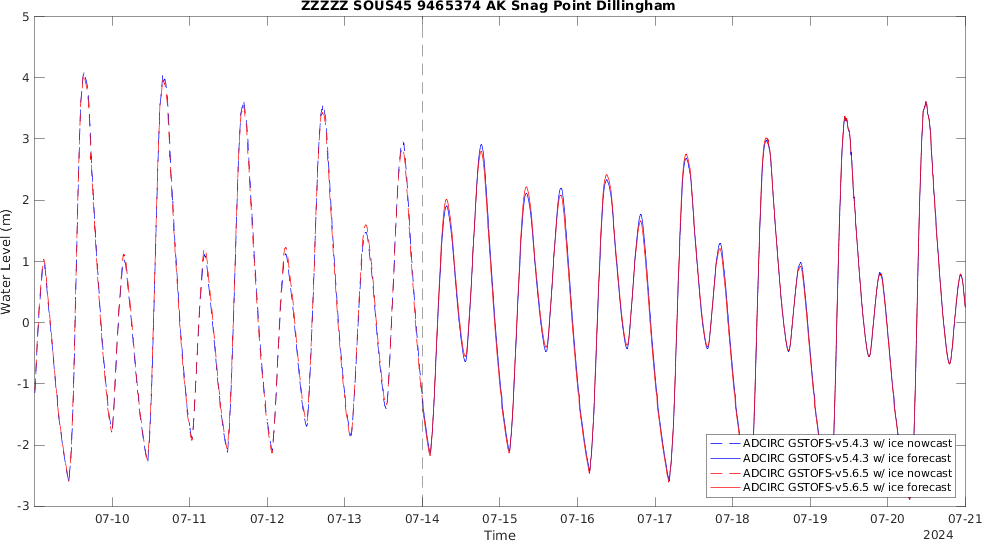 ZZZZZ SOUS45 9465374 AK Snag Point Dillingham
Water Level (m)
5
4
3
2
1
0
-1
-2
-3
07-10 07-11 07-12 07-13 07-14 07-15 07-16 07-17 07-18 07-19 07-20 07-21
Time
2024
ADCIRC GSTOFS-v5.4.3 w/ ice nowcast
ADCIRC GSTOFS-v5.4.3 w/ ice forecast
ADCIRC GSTOFS-v5.6.5 w/ ice nowcast
ADCIRC GSTOFS-v5.6.5 w/ ice forecast